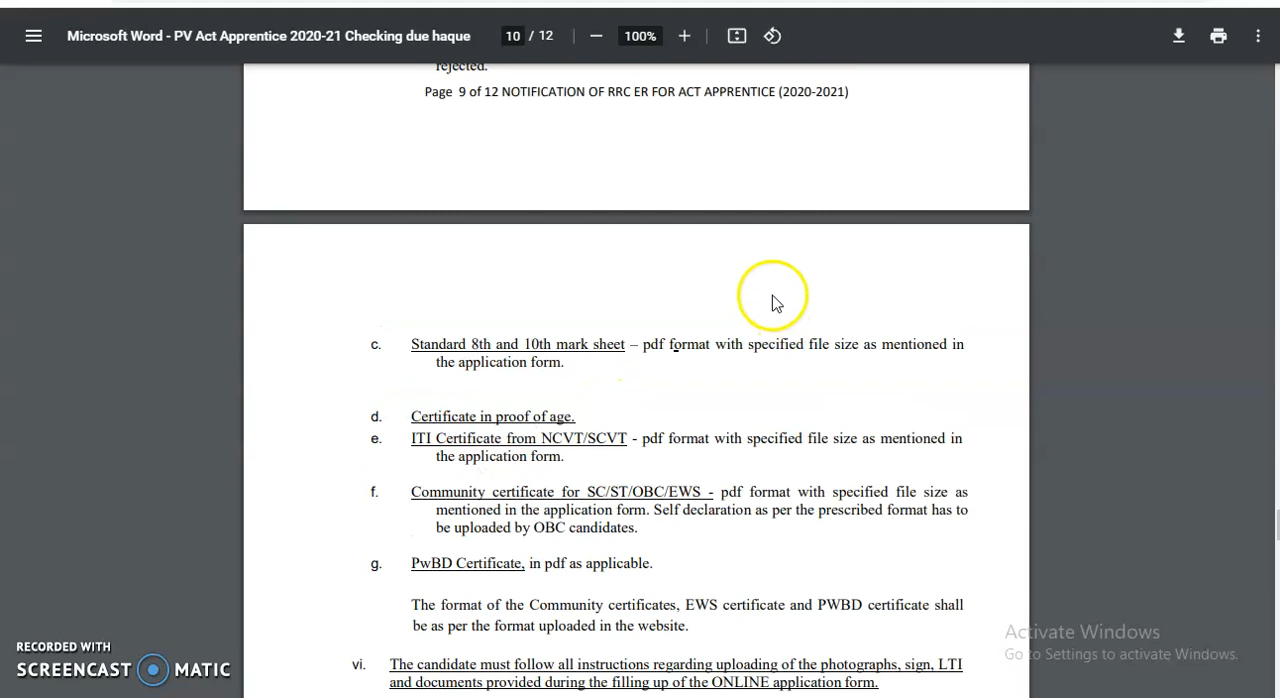 Microsoft Word - PV Act Apprentice 2020-21 Checking due haque
10 / 12
100%
rejected.
Page 9 of 12 NOTIFICATION OF RRC ER FOR ACT APPRENTICE (2020-2021)
c. Standard 8th and 10th mark sheet – pdf format with specified file size as mentioned in
the application form.
d. Certificate in proof of age.
e. ITI Certificate from NCVT/SCVT - pdf format with specified file size as mentioned in
the application form.
f. Community certificate for SC/ST/OBC/EWS - pdf format with specified file size as
mentioned in the application form. Self declaration as per the prescribed format has to
be uploaded by OBC candidates.
g. PwBD Certificate, in pdf as applicable.
The format of the Community certificates, EWS certificate and PWBD certificate shall
be as per the format uploaded in the website.
vi. The candidate must follow all instructions regarding uploading of the photographs, sign, LTI
and documents provided during the filling up of the ONLINE application form.
Activate Windows
Go to Settings to activate Windows.
RECORDED WITH
SCREENCAST MATIC